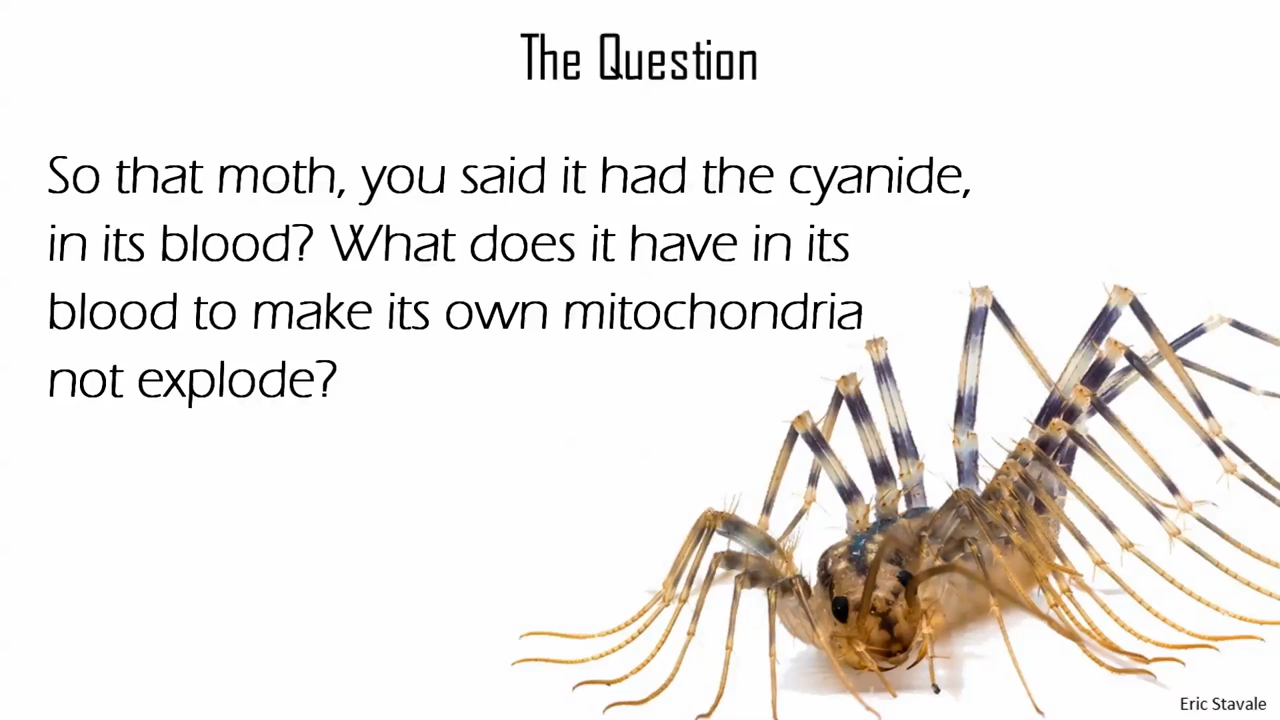 The Question
So that moth, you said it had the cyanide,
in its blood? What does it have in its
blood to make its own mitochondria
not explode?
Eric Stavale